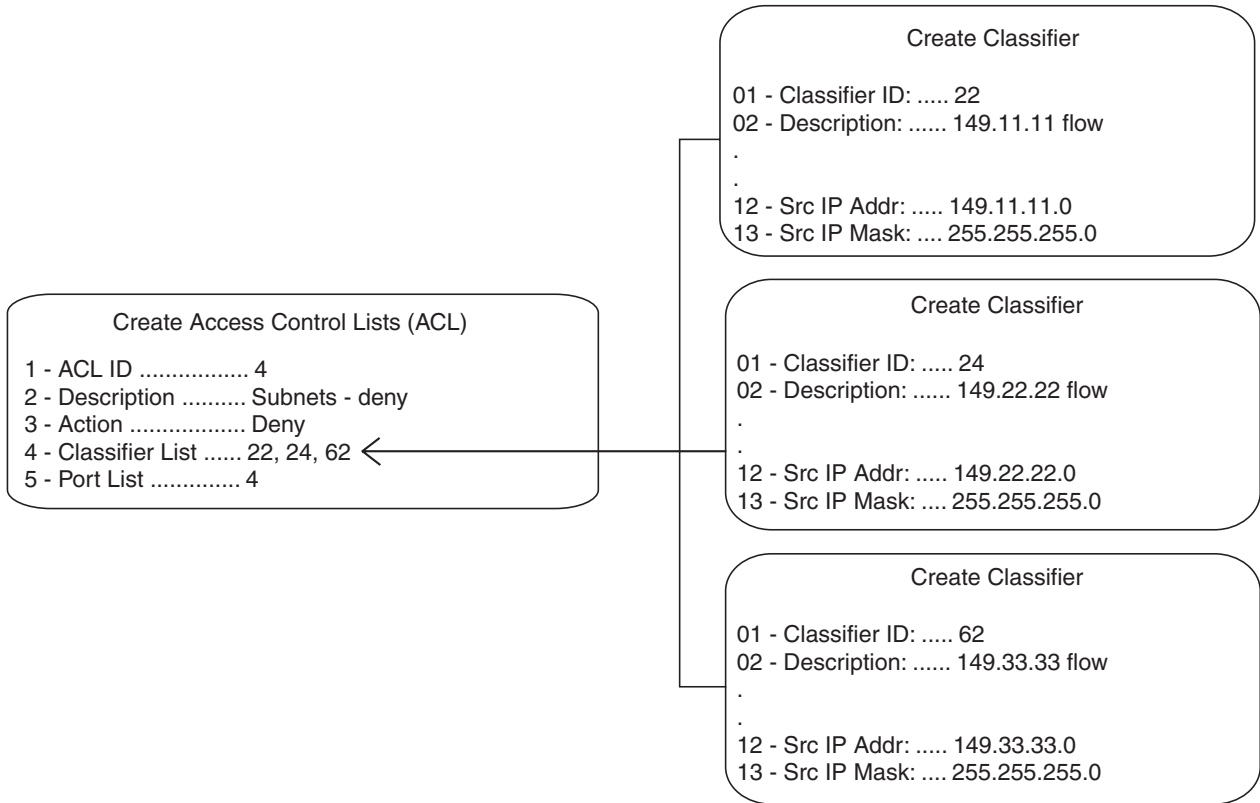 Create Classifier
01 - Classifier ID: ..... 22
02 - Description: ...... 149.11.11 flow
.
.
12 - Src IP Addr: ..... 149.11.11.0
13 - Src IP Mask: .... 255.255.255.0
Create Access Control Lists (ACL)
1 - ACL ID ................. 4
2 - Description .......... Subnets - deny
3 - Action .................. Deny
4 - Classifier List ...... 22, 24, 62
5 - Port List .............. 4
Create Classifier
01 - Classifier ID: ..... 24
02 - Description: ...... 149.22.22 flow
.
.
12 - Src IP Addr: ..... 149.22.22.0
13 - Src IP Mask: .... 255.255.255.0
Create Classifier
01 - Classifier ID: ..... 62
02 - Description: ...... 149.33.33 flow
.
.
12 - Src IP Addr: ..... 149.33.33.0
13 - Src IP Mask: .... 255.255.255.0